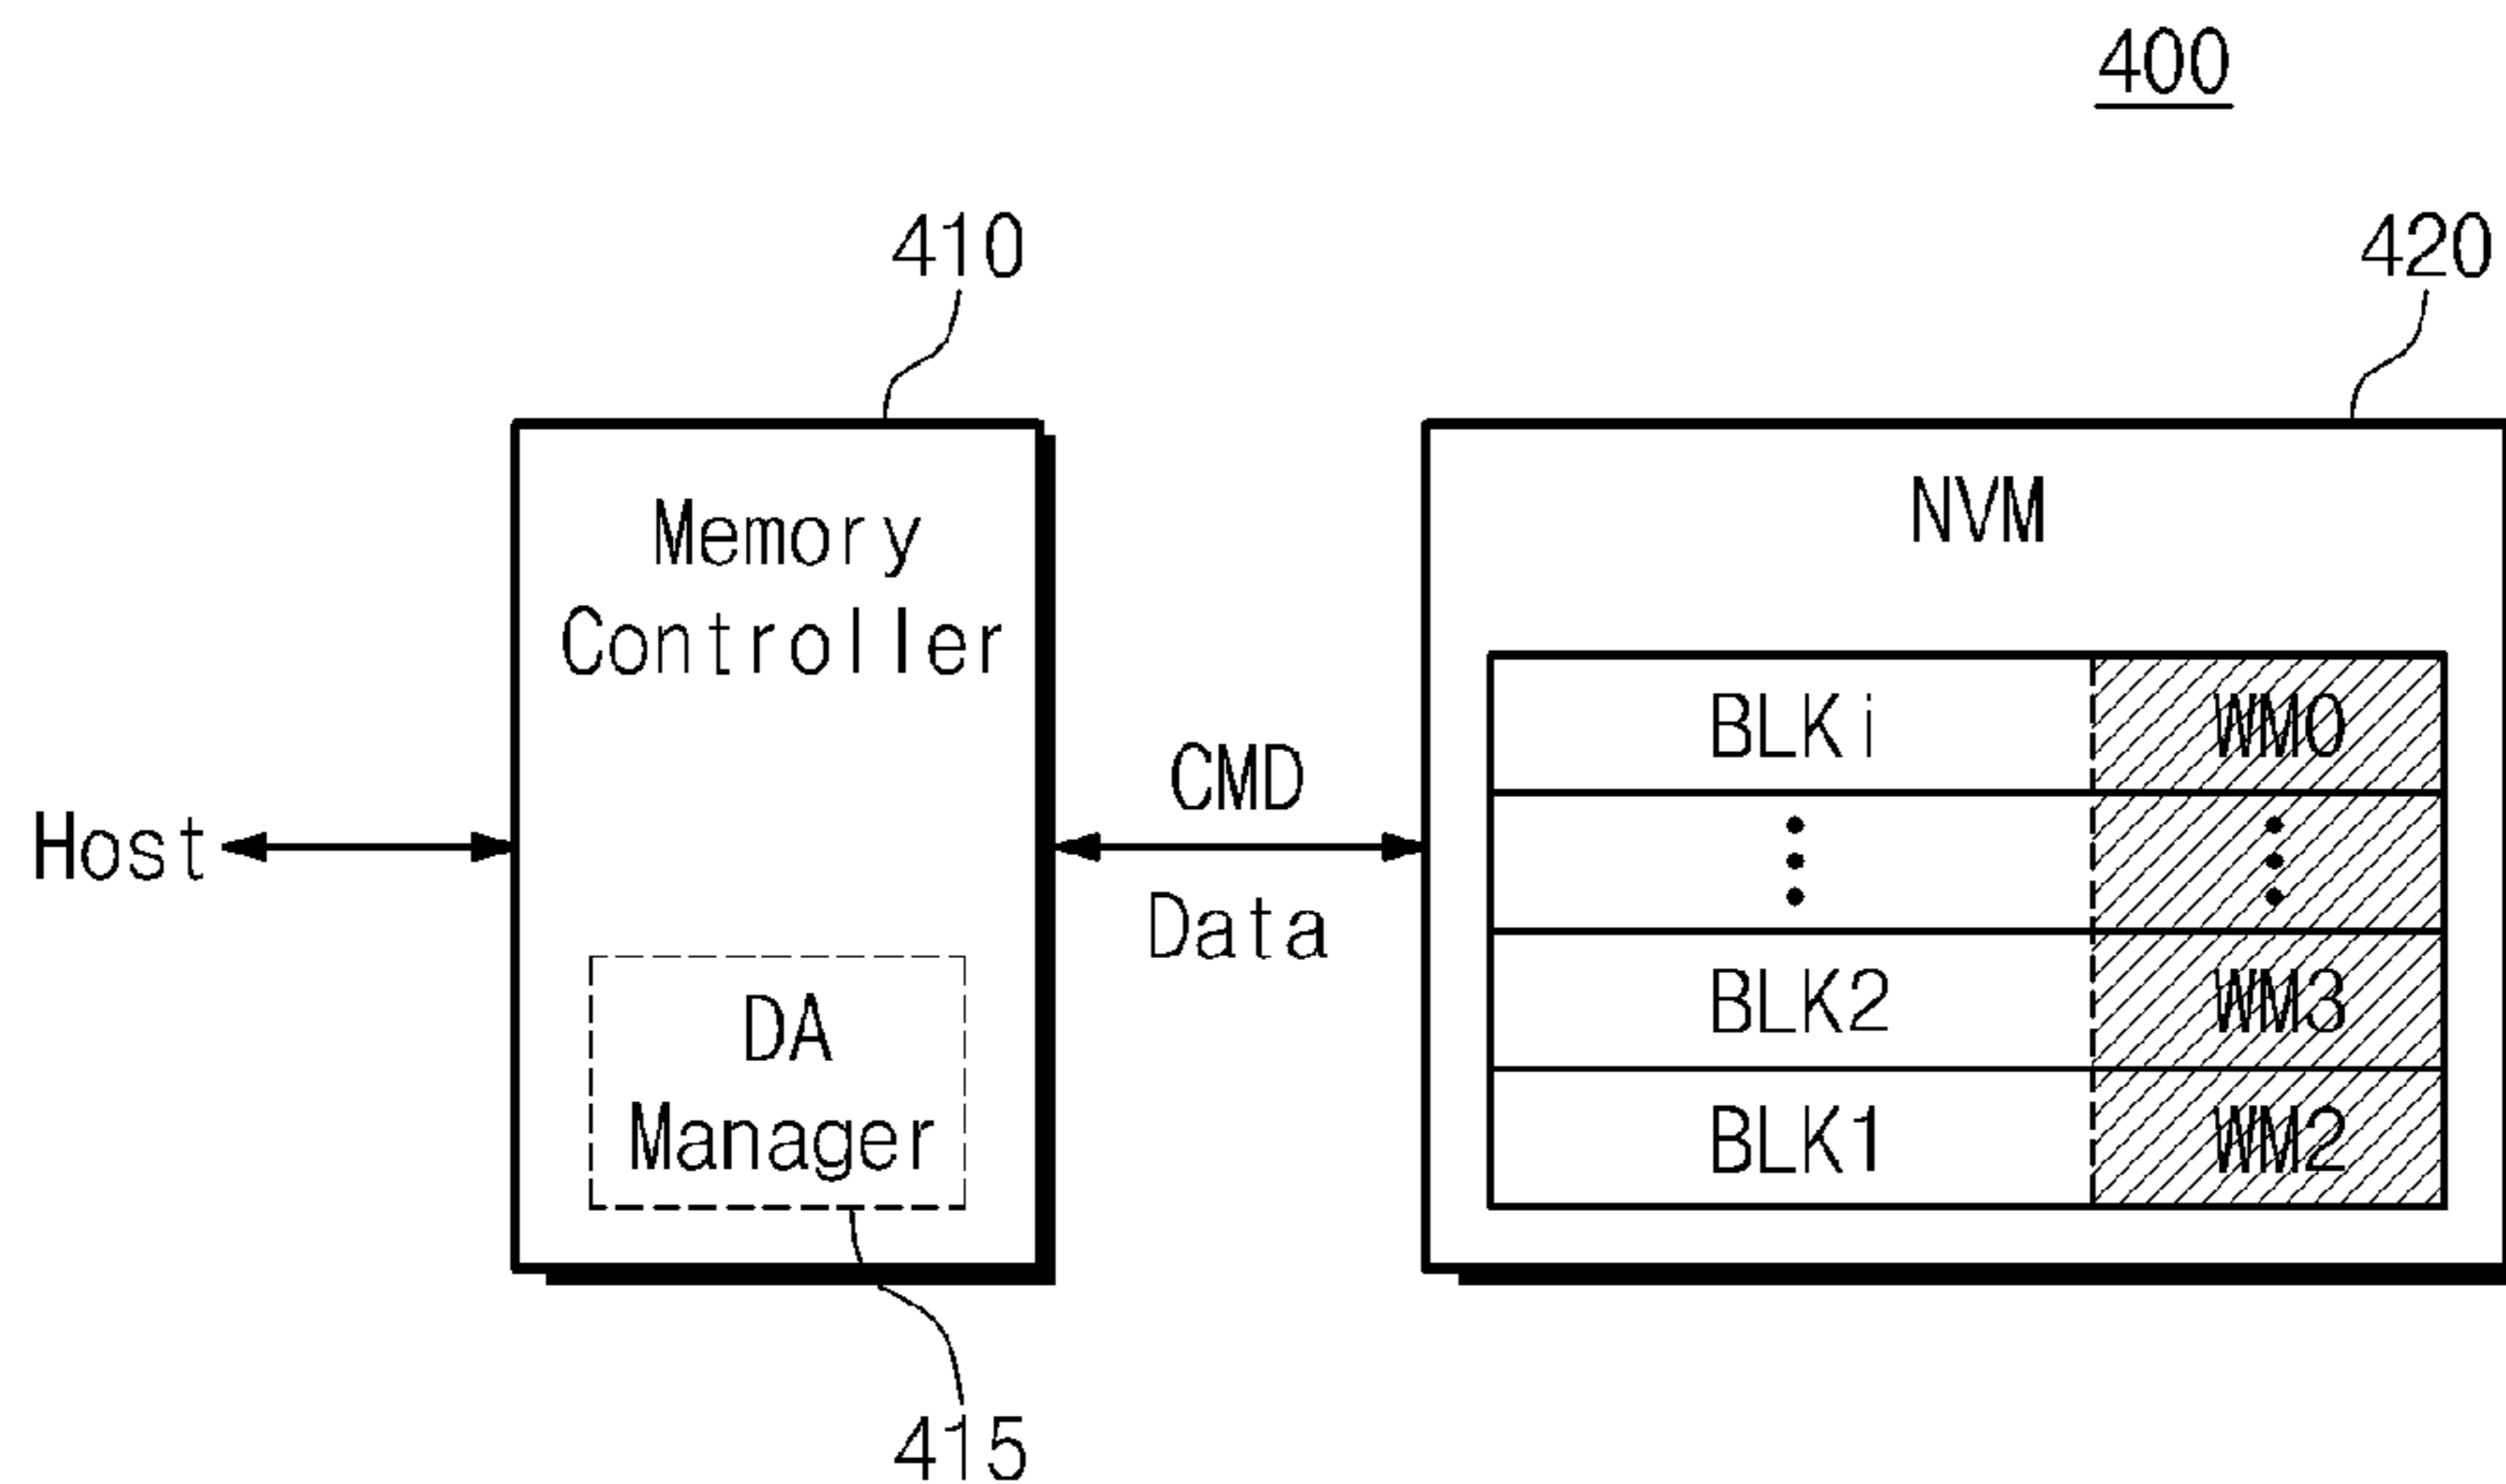 400
410
420
Memory
Controller
NVM
BLKi WM0
CMD
Host
Data
BLK2 WM3
DA
Manager
BLK1 WM2
415